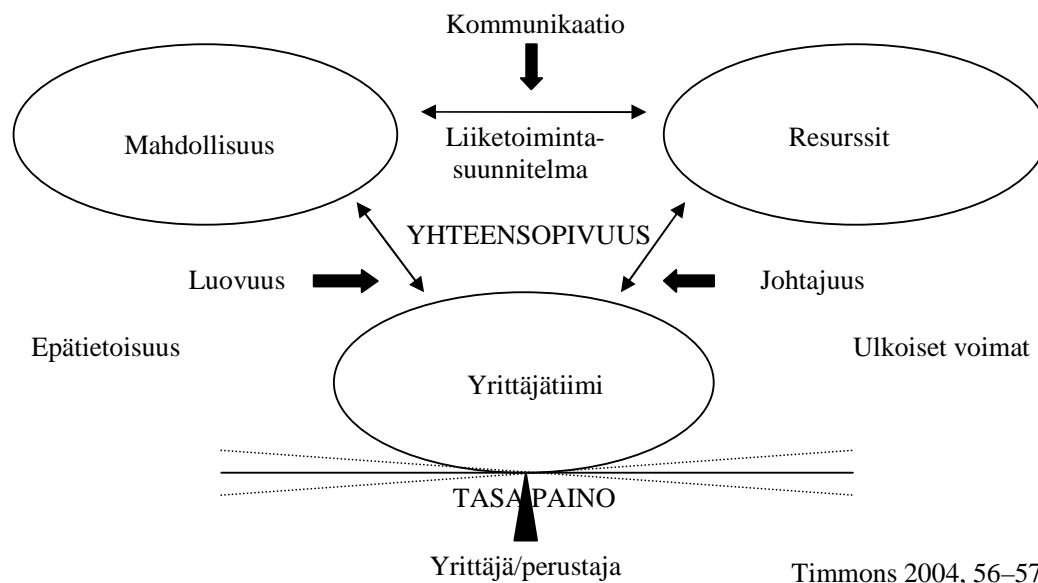 Kommunikaatio
Mahdollisuus
Liiketoiminta-
suunnitelma
Resurssit
YHTEENSOPIVUUS
Luovuus
Johtajuus
Epätietoisuus
Ulkoiset voimat
Yrittäjätiimi
TASAPAINO
Yrittäjä/perustaja
Timmons 2004, 56–57